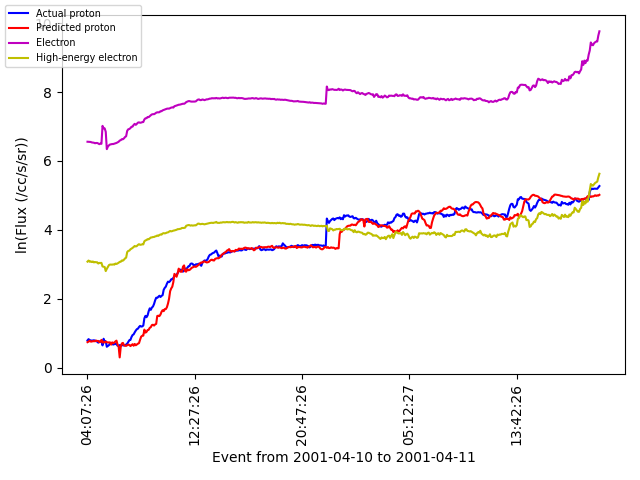 Actual proton
Predicted proton
Electron
High-energy electron
ln(Flux (/cc/s/sr))
8
6
4
2
0
04:07:26
12:27:26
20:47:26
05:12:27
13:42:26
Event from 2001-04-10 to 2001-04-11